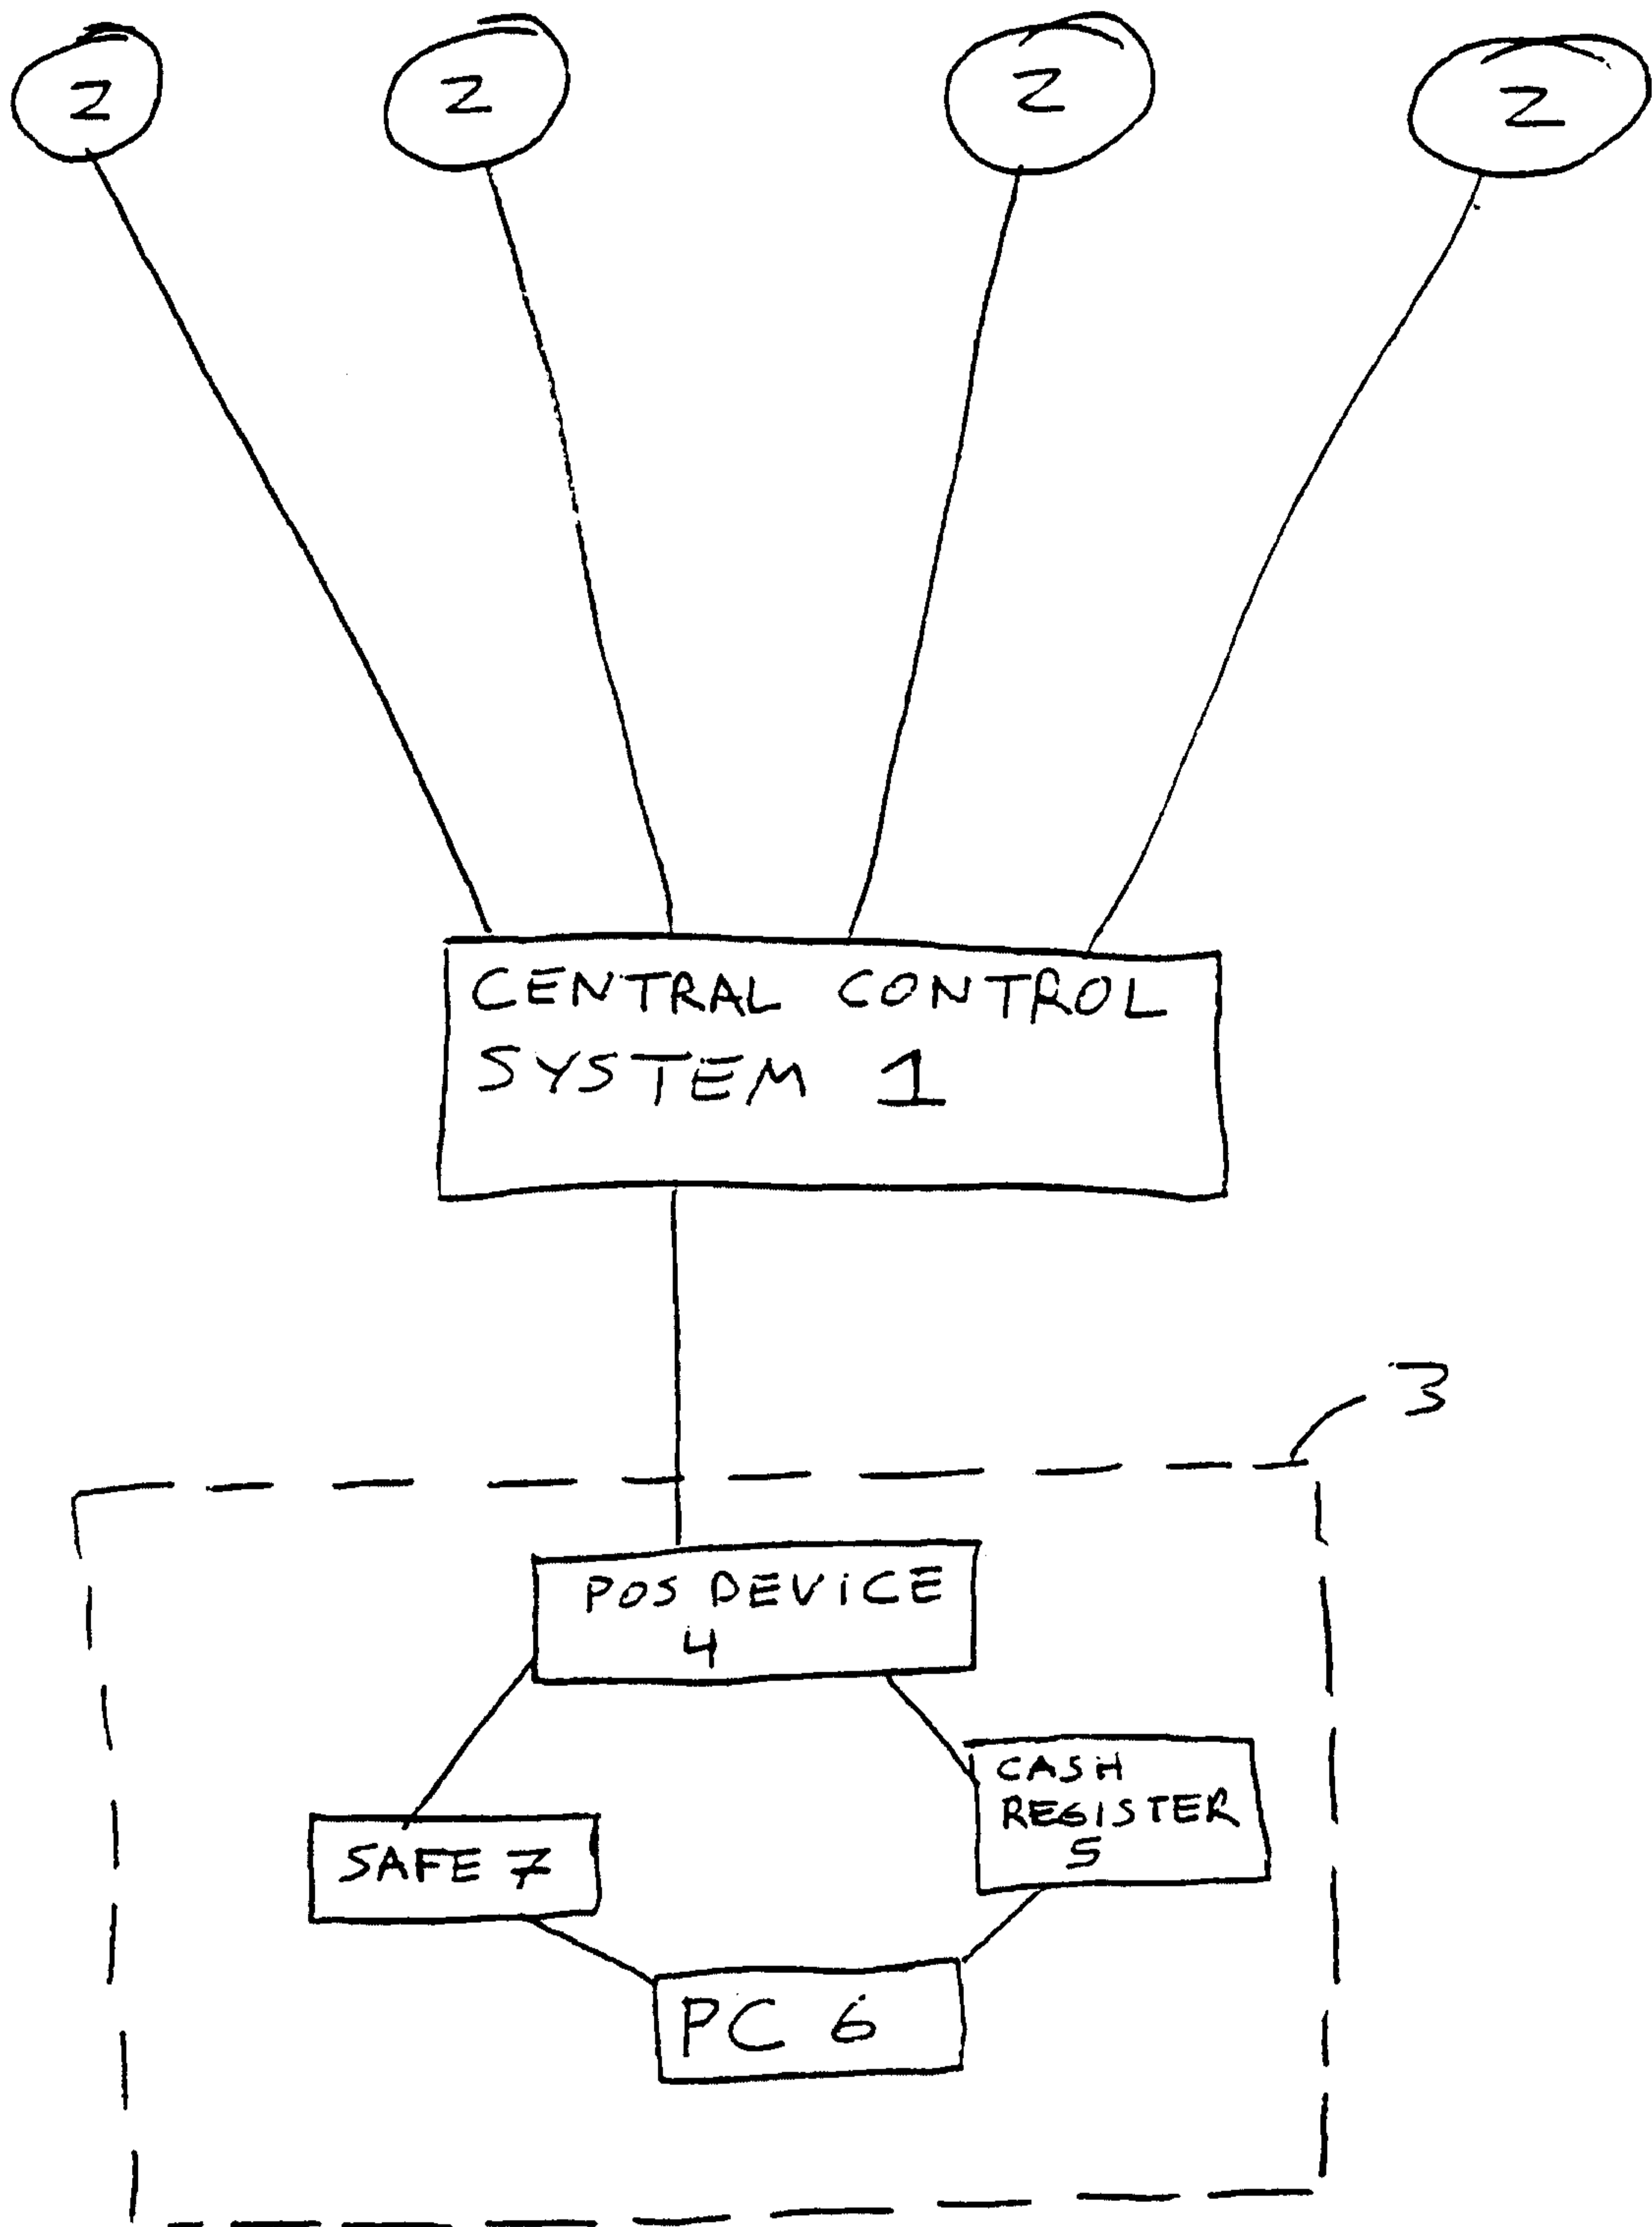 2
2
2
2
CENTRAL CONTROL
SYSTEM 1
3
POS DEVICE
4
CASH
REGISTER
5
SAFE 7
PC 6